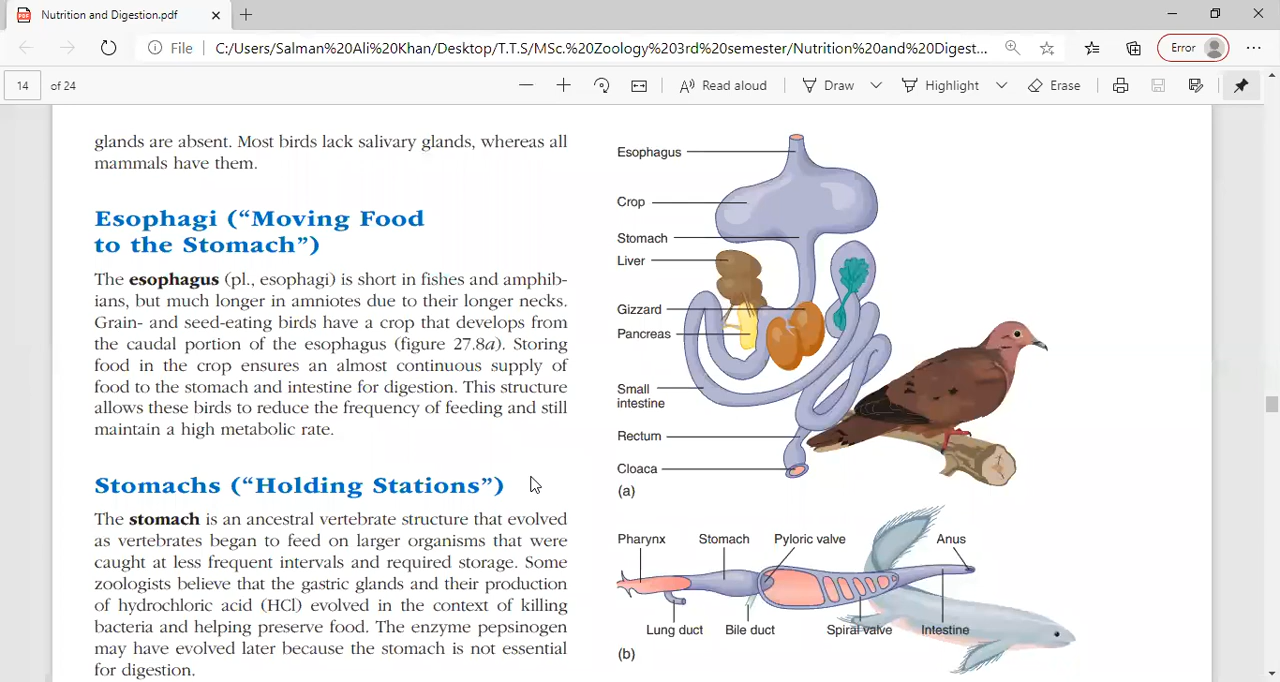 Nutrition and Digestion.pdf
File
C:/Users/Salman%20Ali%20Khan/Desktop/T.T.S/MSc.%20Zoology%203rd%20semester/Nutrition%20and%20Digest...
Error
14 of 24
Read aloud
Draw
Highlight
Erase
glands are absent. Most birds lack salivary glands, whereas all
mammals have them.
Esophagi (“Moving Food
to the Stomach”)
The esophagus (pl., esophagi) is short in fishes and amphib-
ians, but much longer in amniotes due to their longer necks.
Grain- and seed-eating birds have a crop that develops from
the caudal portion of the esophagus (figure 27.8a). Storing
food in the crop ensures an almost continuous supply of
food to the stomach and intestine for digestion. This structure
allows these birds to reduce the frequency of feeding and still
maintain a high metabolic rate.
Stomachs (“Holding Stations”)
The stomach is an ancestral vertebrate structure that evolved
as vertebrates began to feed on larger organisms that were
caught at less frequent intervals and required storage. Some
zoologists believe that the gastric glands and their production
of hydrochloric acid (HCl) evolved in the context of killing
bacteria and helping preserve food. The enzyme pepsinogen
may have evolved later because the stomach is not essential
for digestion.
Esophagus
Crop
Stomach
Liver
Gizzard
Pancreas
Small
intestine
Rectum
Cloaca
(a)
Pharynx
Stomach
Pyloric valve
Anus
Lung duct
Bile duct
Spiral valve
Intestine
(b)